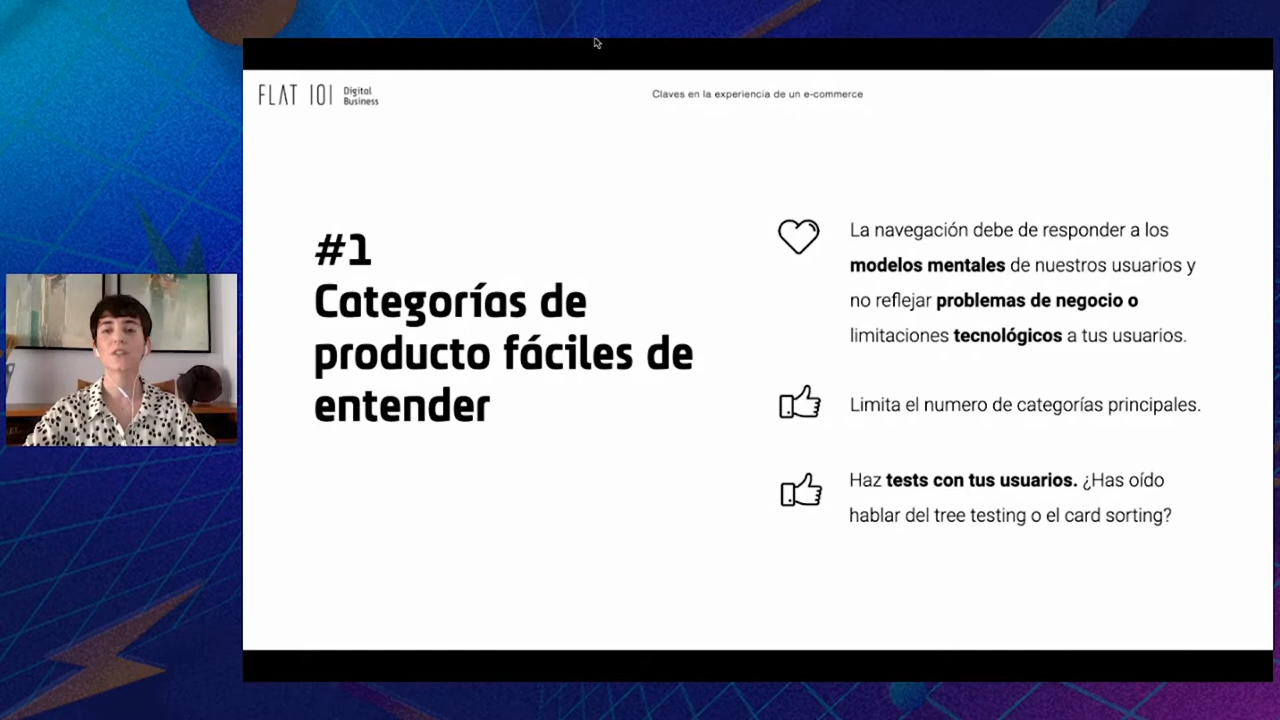 FLAT 101 Digital Business
Claves en la experiencia de un e-commerce
#1
Categorías de
producto fáciles de
entender
La navegación debe de responder a los
modelos mentales de nuestros usuarios y
no reflejar problemas de negocio o
limitaciones tecnológicos a tus usuarios.
Limita el numero de categorías principales.
Haz tests con tus usuarios. ¿Has oído
hablar del tree testing o el card sorting?